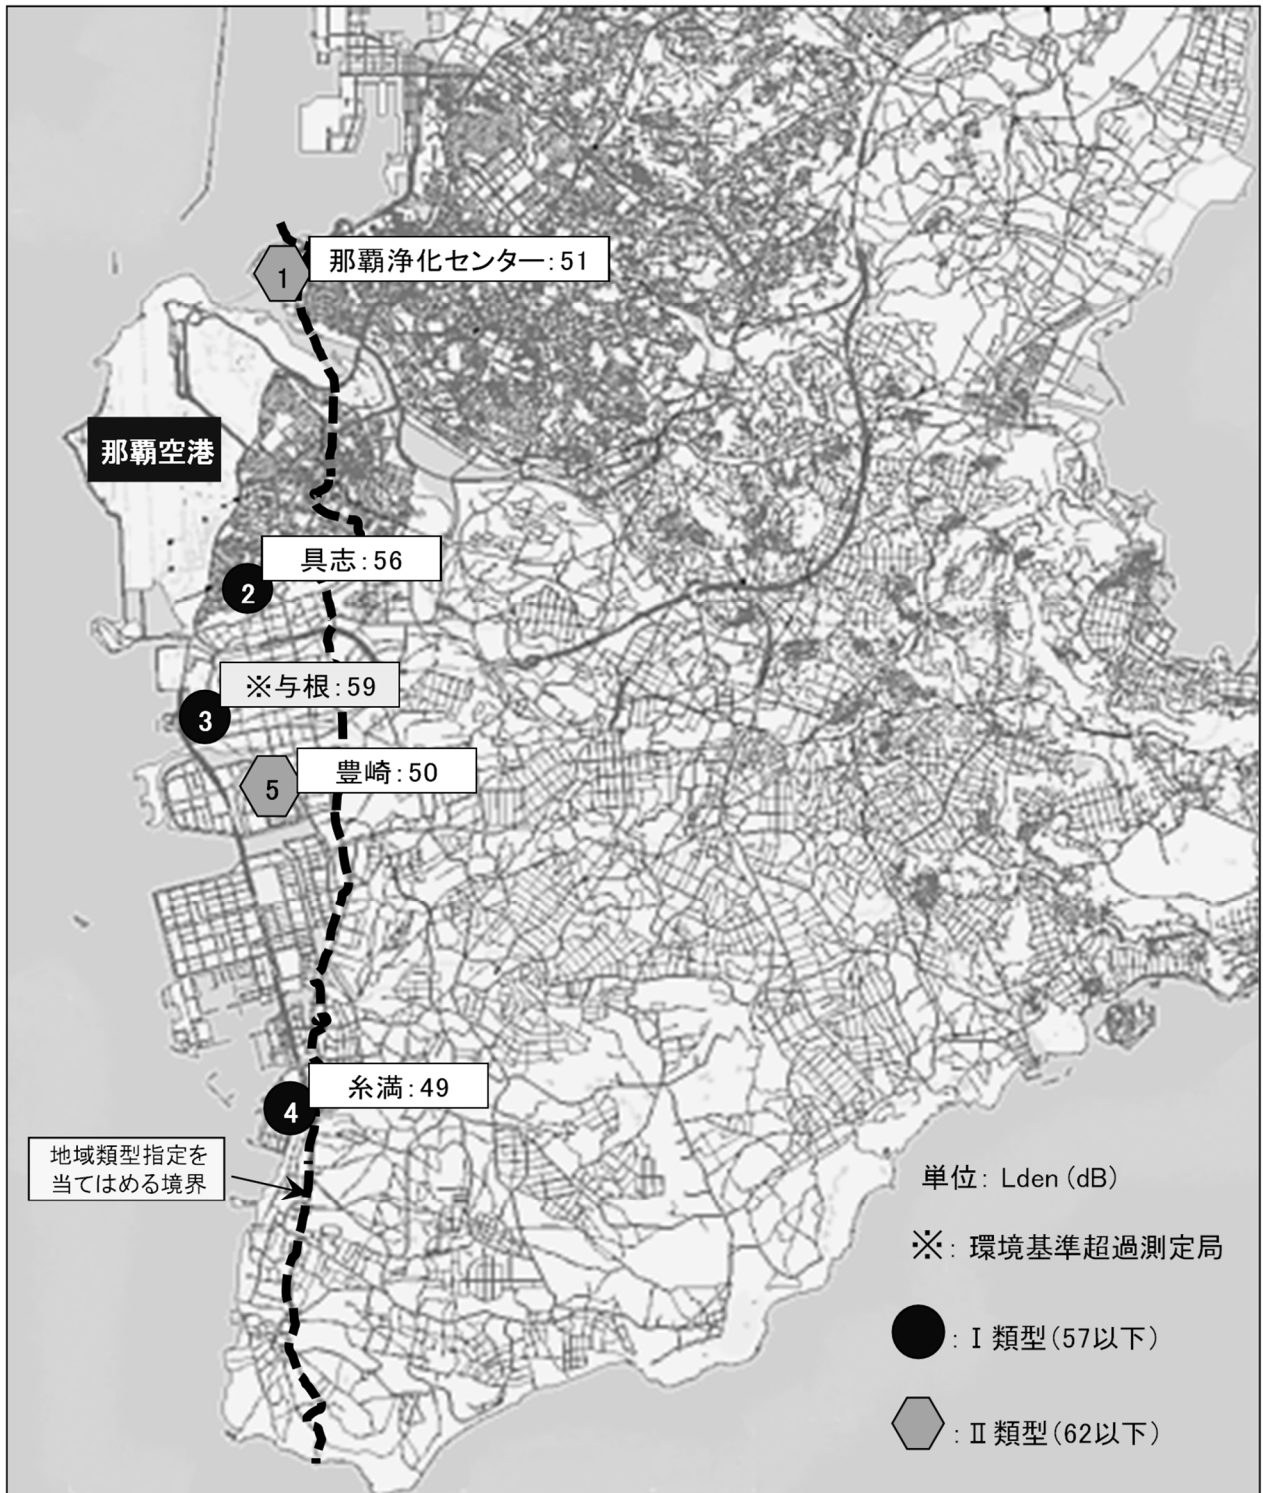 1
那覇浄化センター:51
那覇空港
具志:56
2
※与根:59
3
豊崎:50
5
糸満:49
4
地域類型指定を
当てはめる境界
単位: Lden (dB)
※: 環境基準超過測定局
: Ⅰ類型(57以下)
: Ⅱ類型(62以下)